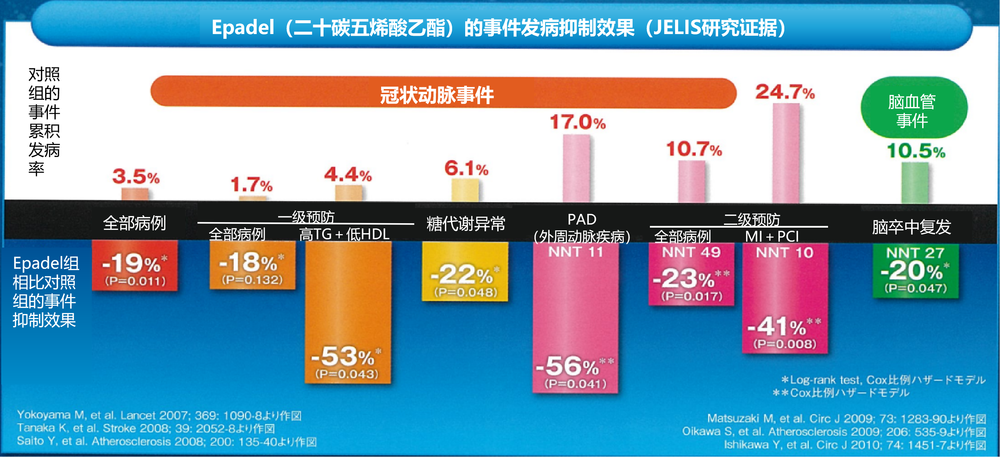 Epadel（二十碳五烯酸乙酯）的事件发病抑制效果（JELIS研究证据）
对照
组的
事件
累积
发病
率
冠状动脉事件
脑血管
事件
3.5%
1.7%
4.4%
6.1%
17.0%
10.7%
24.7%
10.5%
全部病例
一级预防
全部病例
高TG＋低HDL
糖代谢异常
PAD
（外周动脉疾病）
二级预防
全部病例
MI＋PCI
脑卒中复发
Epadel组
相比对照
组的事件
抑制效果
-19%*
(P=0.011)
-18%*
(P=0.132)
-53%*
(P=0.043)
-22%*
(P=0.048)
NNT 11
-56%**
(P=0.041)
NNT 49
-23%**
(P=0.017)
NNT 10
-41%**
(P=0.008)
NNT 27
-20%*
(P=0.047)
*Log-rank test, Cox比例ハザードモデル
**Cox比例ハザードモデル
Yokoyama M, et al. Lancet 2007; 369: 1090-8より作図
Tanaka K, et al. Stroke 2008; 39: 2052-8より作図
Saito Y, et al. Atherosclerosis 2008; 200: 135-40より作図
Matsuzaki M, et al. Circ J 2009; 73: 1283-90より作図
Oikawa S, et al. Atherosclerosis 2009; 206: 535-9より作図
Ishikawa Y, et al. Circ J 2010; 74: 1451-7より作図